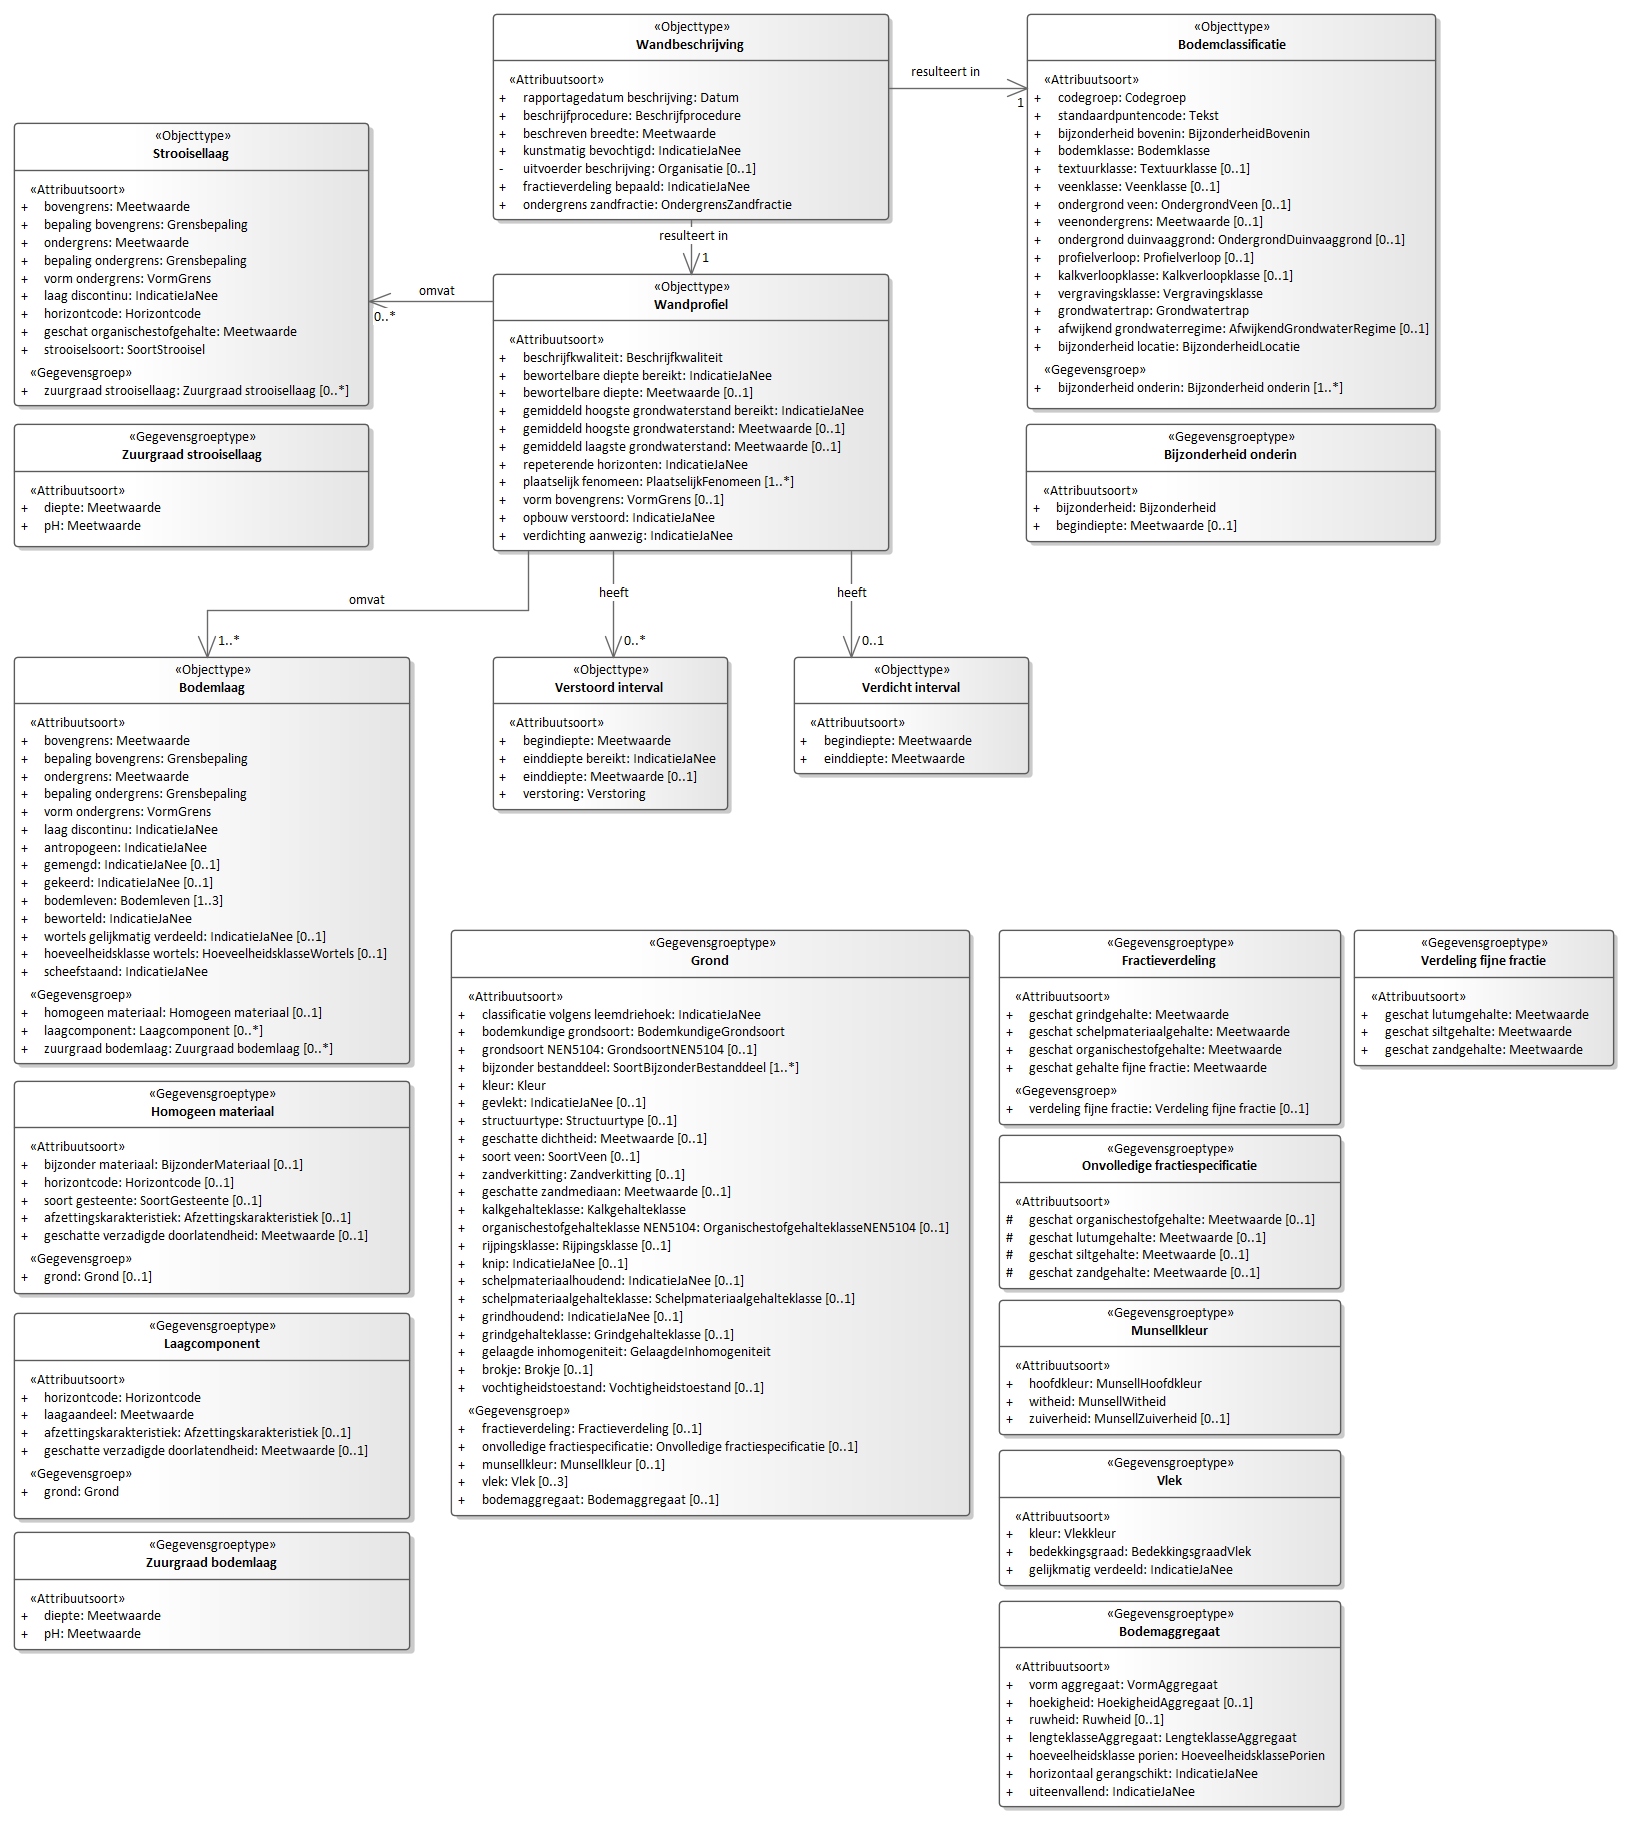 «Objecttype»
Wandbeschrijving
«Attribuutsoort»
+ rapportagedatum beschrijving: Datum
+ beschrijfprocedure: Beschrijfprocedure
+ beschreven breedte: Meetwaarde
+ kunstmatig bevochtigd: IndicatieJaNee
- uitvoerder beschrijving: Organisatie [0..1]
+ fractieverdeling bepaald: IndicatieJaNee
+ ondergrens zandfractie: OndergrensZandfractie
resulteert in
1
«Objecttype»
Bodemclassificatie
«Attribuutsoort»
+ codegroep: Codegroep
+ standaardpuntencode: Tekst
+ bijzonderheid bovenin: BijzonderheidBovenin
+ bodemklasse: Bodemklasse
+ textuurklasse: Textuurklasse [0..1]
+ veenklasse: Veenklasse [0..1]
+ ondergrond veen: OndergrondVeen [0..1]
+ veenondergrens: Meetwaarde [0..1]
+ ondergrond duinvaaggrond: OndergrondDuinvaaggrond [0..1]
+ profielverloop: Profielverloop [0..1]
+ kalkverloopklasse: Kalkverloopklasse [0..1]
+ vergravingsklasse: Vergravingsklasse
+ grondwatertrap: Grondwatertrap
+ afwijkend grondwaterregime: AfwijkendGrondwaterRegime [0..1]
+ bijzonderheid locatie: BijzonderheidLocatie
«Gegevensgroep»
+ bijzonderheid onderin: Bijzonderheid onderin [1..*]
«Objecttype»
Strooisellaag
«Attribuutsoort»
+ bovengrens: Meetwaarde
+ bepaling bovengrens: Grensbepaling
+ ondergrens: Meetwaarde
+ bepaling ondergrens: Grensbepaling
+ vorm ondergrens: VormGrens
+ laag discontinu: IndicatieJaNee
+ horizontcode: Horizontcode
+ geschat organischestofgehalte: Meetwaarde
+ strooiselsoort: SoortStrooisel
«Gegevensgroep»
+ zuurgraad strooisellaag: Zuurgraad strooisellaag [0..*]
resulteert in
1
omvat
0..*
«Objecttype»
Wandprofiel
«Attribuutsoort»
+ beschrijfkwaliteit: Beschrijfkwaliteit
+ bewortelbare diepte bereikt: IndicatieJaNee
+ bewortelbare diepte: Meetwaarde [0..1]
+ gemiddeld hoogste grondwaterstand bereikt: IndicatieJaNee
+ gemiddeld hoogste grondwaterstand: Meetwaarde [0..1]
+ gemiddeld laagste grondwaterstand: Meetwaarde [0..1]
+ repeterende horizonten: IndicatieJaNee
+ plaatselijk fenomeen: PlaatselijkFenomeen [1..*]
+ vorm bovengrens: VormGrens [0..1]
+ opbouw verstoord: IndicatieJaNee
+ verdichting aanwezig: IndicatieJaNee
«Gegevensgroeptype»
Zuurgraad strooisellaag
«Attribuutsoort»
+ diepte: Meetwaarde
+ pH: Meetwaarde
«Gegevensgroeptype»
Bijzonderheid onderin
«Attribuutsoort»
+ bijzonderheid: Bijzonderheid
+ begindiepte: Meetwaarde [0..1]
omvat
1..*
heeft
0..*
heeft
0..1
«Objecttype»
Bodemlaag
«Attribuutsoort»
+ bovengrens: Meetwaarde
+ bepaling bovengrens: Grensbepaling
+ ondergrens: Meetwaarde
+ bepaling ondergrens: Grensbepaling
+ vorm ondergrens: VormGrens
+ laag discontinu: IndicatieJaNee
+ antropogeen: IndicatieJaNee
+ gemengd: IndicatieJaNee [0..1]
+ gekeerd: IndicatieJaNee [0..1]
+ bodemleven: Bodemleven [1..3]
+ beworteld: IndicatieJaNee
+ wortels gelijkmatig verdeeld: IndicatieJaNee [0..1]
+ hoeveelheidsklasse wortels: HoeveelheidsklasseWortels [0..1]
+ scheefstaand: IndicatieJaNee
«Gegevensgroep»
+ homogeen materiaal: Homogeen materiaal [0..1]
+ laagcomponent: Laagcomponent [0..*]
+ zuurgraad bodemlaag: Zuurgraad bodemlaag [0..*]
«Objecttype»
Verstoord interval
«Attribuutsoort»
+ begindiepte: Meetwaarde
+ einddiepte bereikt: IndicatieJaNee
+ einddiepte: Meetwaarde [0..1]
+ verstoring: Verstoring
«Objecttype»
Verdicht interval
«Attribuutsoort»
+ begindiepte: Meetwaarde
+ einddiepte: Meetwaarde
«Gegevensgroeptype»
Homogeen materiaal
«Attribuutsoort»
+ bijzonder materiaal: BijzonderMateriaal [0..1]
+ horizontcode: Horizontcode [0..1]
+ soort gesteente: SoortGesteente [0..1]
+ afzettingskarakteristiek: Afzettingskarakteristiek [0..1]
+ geschatte verzadigde doorlatendheid: Meetwaarde [0..1]
«Gegevensgroep»
+ grond: Grond [0..1]
«Gegevensgroeptype»
Laagcomponent
«Attribuutsoort»
+ horizontcode: Horizontcode
+ laagaandeel: Meetwaarde
+ afzettingskarakteristiek: Afzettingskarakteristiek [0..1]
+ geschatte verzadigde doorlatendheid: Meetwaarde [0..1]
«Gegevensgroep»
+ grond: Grond
«Gegevensgroeptype»
Zuurgraad bodemlaag
«Attribuutsoort»
+ diepte: Meetwaarde
+ pH: Meetwaarde
«Gegevensgroeptype»
Grond
«Attribuutsoort»
+ classificatie volgens leemdriehoek: IndicatieJaNee
+ bodemkundige grondsoort: BodemkundigeGrondsoort
+ grondsoort NEN5104: GrondsoortNEN5104 [0..1]
+ bijzonder bestanddeel: SoortBijzonderBestanddeel [1..*]
+ kleur: Kleur
+ gevlekt: IndicatieJaNee [0..1]
+ structuurtype: Structuurtype [0..1]
+ geschatte dichtheid: Meetwaarde [0..1]
+ soort veen: SoortVeen [0..1]
+ zandverkitting: Zandverkitting [0..1]
+ geschatte zandmediaan: Meetwaarde [0..1]
+ kalkgehalteklasse: Kalkgehalteklasse
+ organischestofgehalteklasse NEN5104: OrganischestofgehalteklasseNEN5104 [0..1]
+ rijpingsklasse: Rijpingsklasse [0..1]
+ knip: IndicatieJaNee [0..1]
+ schelpmateriaalhoudend: IndicatieJaNee [0..1]
+ schelpmateriaalgehalteklasse: Schelpmateriaalgehalteklasse [0..1]
+ grindhoudend: IndicatieJaNee [0..1]
+ grindgehalteklasse: Grindgehalteklasse [0..1]
+ gelaagde inhomogeniteit: GelaagdeInhomogeniteit
+ brokje: Brokje [0..1]
+ vochtigheidstoestand: Vochtigheidstoestand [0..1]
«Gegevensgroep»
+ fractieverdeling: Fractieverdeling [0..1]
+ onvolledige fractiespecificatie: Onvolledige fractiespecificatie [0..1]
+ munsellkleur: Munsellkleur [0..1]
+ vlek: Vlek [0..3]
+ bodemaggregaat: Bodemaggregaat [0..1]
«Gegevensgroeptype»
Fractieverdeling
«Attribuutsoort»
+ geschat grindgehalte: Meetwaarde
+ geschat schelpmateriaalgehalte: Meetwaarde
+ geschat organischestofgehalte: Meetwaarde
+ geschat gehalte fijne fractie: Meetwaarde
«Gegevensgroep»
+ verdeling fijne fractie: Verdeling fijne fractie [0..1]
«Gegevensgroeptype»
Verdeling fijne fractie
«Attribuutsoort»
+ geschat lutumgehalte: Meetwaarde
+ geschat siltgehalte: Meetwaarde
+ geschat zandgehalte: Meetwaarde
«Gegevensgroeptype»
Onvolledige fractiespecificatie
«Attribuutsoort»
# geschat organischestofgehalte: Meetwaarde [0..1]
# geschat lutumgehalte: Meetwaarde [0..1]
# geschat siltgehalte: Meetwaarde [0..1]
# geschat zandgehalte: Meetwaarde [0..1]
«Gegevensgroeptype»
Munsellkleur
«Attribuutsoort»
+ hoofdkleur: MunsellHoofdkleur
+ witheid: MunsellWitheid
+ zuiverheid: MunsellZuiverheid [0..1]
«Gegevensgroeptype»
Vlek
«Attribuutsoort»
+ kleur: Vlekkleur
+ bedekkingsgraad: BedekkingsgraadVlek
+ gelijkmatig verdeeld: IndicatieJaNee
«Gegevensgroeptype»
Bodemaggregaat
«Attribuutsoort»
+ vorm aggregaat: VormAggregaat
+ hoekigheid: HoekigheidAggregaat [0..1]
+ ruwheid: Ruwheid [0..1]
+ lengteklasseAggregaat: LengteklasseAggregaat
+ hoeveelheidsklasse porien: HoeveelheidsklassePorien
+ horizontaal gerangschikt: IndicatieJaNee
+ uiteenvallend: IndicatieJaNee